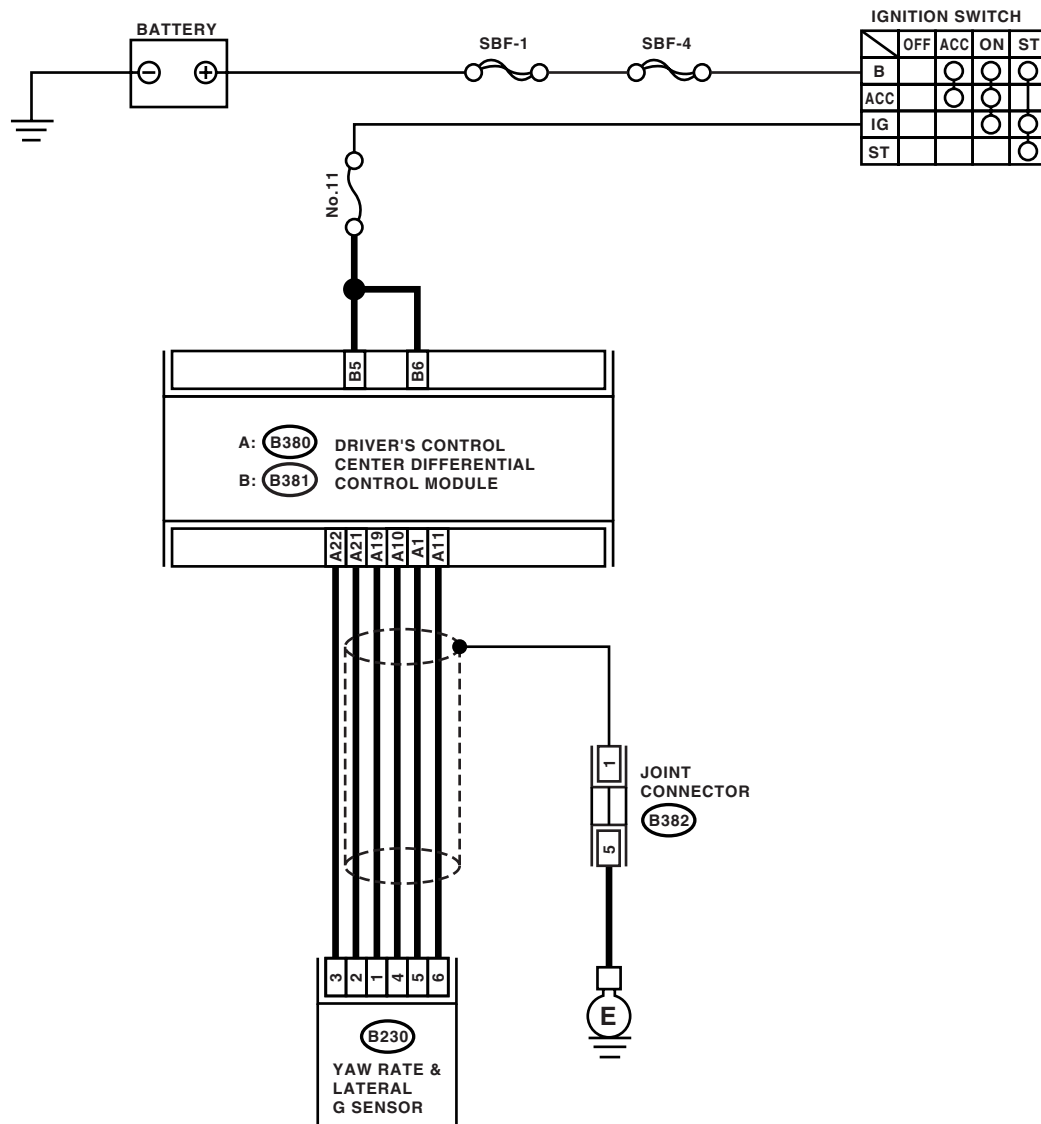 IGNITION SWITCH
BATTERY
SBF-1
SBF-4
OFF ACC ON ST
B
ACC
IG
ST
No.11
B5 B6
A: B380
B: B381
DRIVER'S CONTROL
CENTER DIFFERENTIAL
CONTROL MODULE
A22 A21 A19 A10 A1 A11
1
JOINT
CONNECTOR
B382
5
3 2 1 4 5 6
E
B230
YAW RATE &
LATERAL
G SENSOR